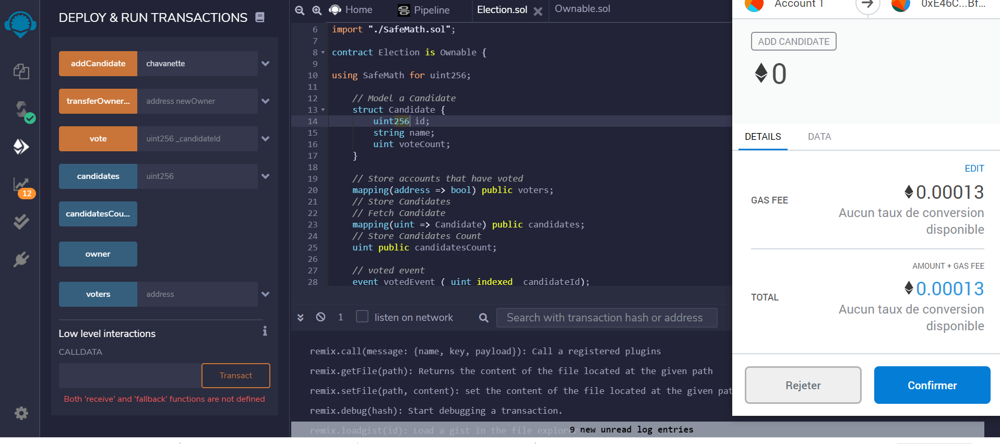 DEPLOY & RUN TRANSACTIONS
addCandidate chavanette
transferOwner... address newOwner
vote uint256 _candidateId
candidates uint256
candidatesCou...
owner
voters address
Low level interactions
CALLDATA
Transact
Both 'receive' and 'fallback' functions are not defined
12
Home Pipeline Election.sol Ownable.sol
6 import "./SafeMath.sol";
7
8 contract Election is Ownable {
9
10 using SafeMath for uint256;
11
12 // Model a Candidate
13 struct Candidate {
14 uint256 id;
15 string name;
16 uint voteCount;
17 }
18
19 // Store accounts that have voted
20 mapping(address => bool) public voters;
21 // Store Candidates
22 // Fetch Candidate
23 mapping(uint => Candidate) public candidates;
24 // Store Candidates Count
25 uint public candidatesCount;
26
27 // voted event
28 event votedEvent ( uint indexed _candidateId);
1 listen on network Search with transaction hash or address
remix.call(message: {name, key, payload}): Call a registered plugins
remix.getFile(path): Returns the content of the file located at the given path
remix.setFile(path, content): set the content of the file located at the given pat
remix.debug(hash): Start debugging a transaction.
remix.loadgist(id): Load a gist in the file explorer.
9 new unread log entries
Account 1 0xE46C...Bf...
ADD CANDIDATE
0
DETAILS DATA
EDIT
GAS FEE 0.00013
Aucun taux de conversion
disponible
AMOUNT + GAS FEE
TOTAL 0.00013
Aucun taux de conversion
disponible
Rejeter Confirmer